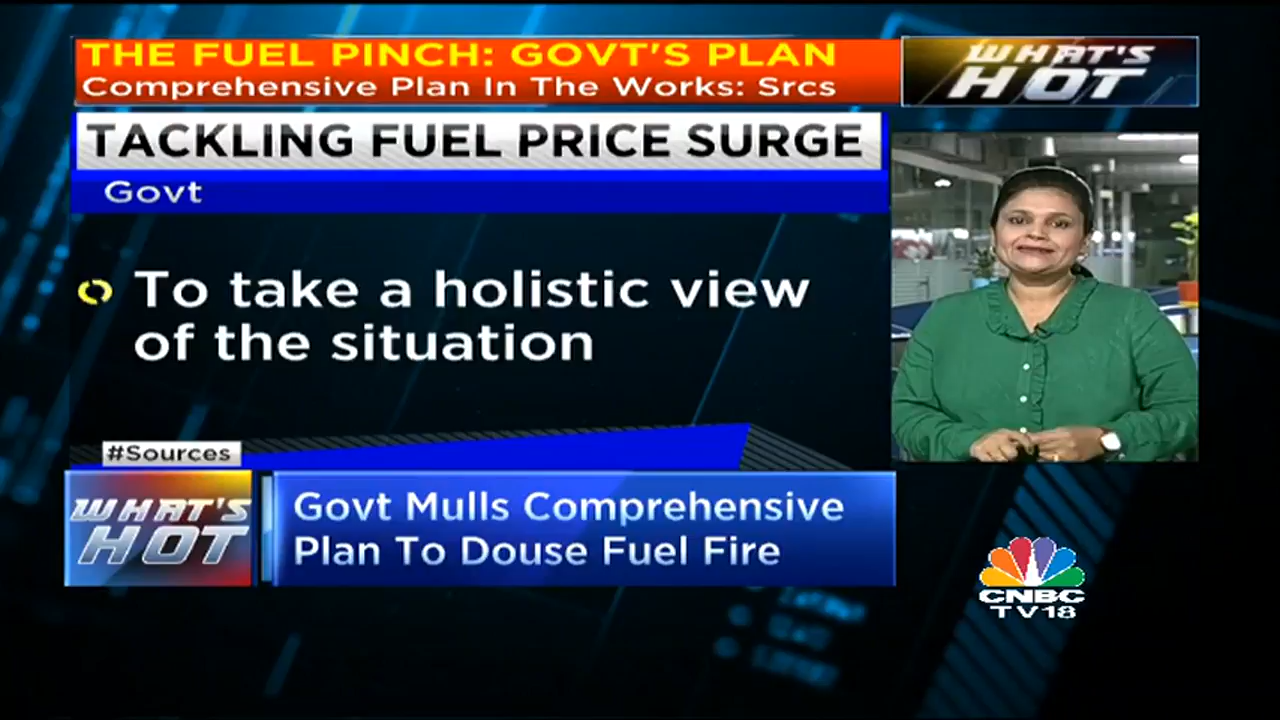 THE FUEL PINCH: GOVT'S PLAN
Comprehensive Plan In The Works: Srcs
WHAT'S
HOT
TACKLING FUEL PRICE SURGE
Govt
To take a holistic view
of the situation
#Sources
WHAT'S
HOT
Govt Mulls Comprehensive
Plan To Douse Fuel Fire
CNBC
TV18